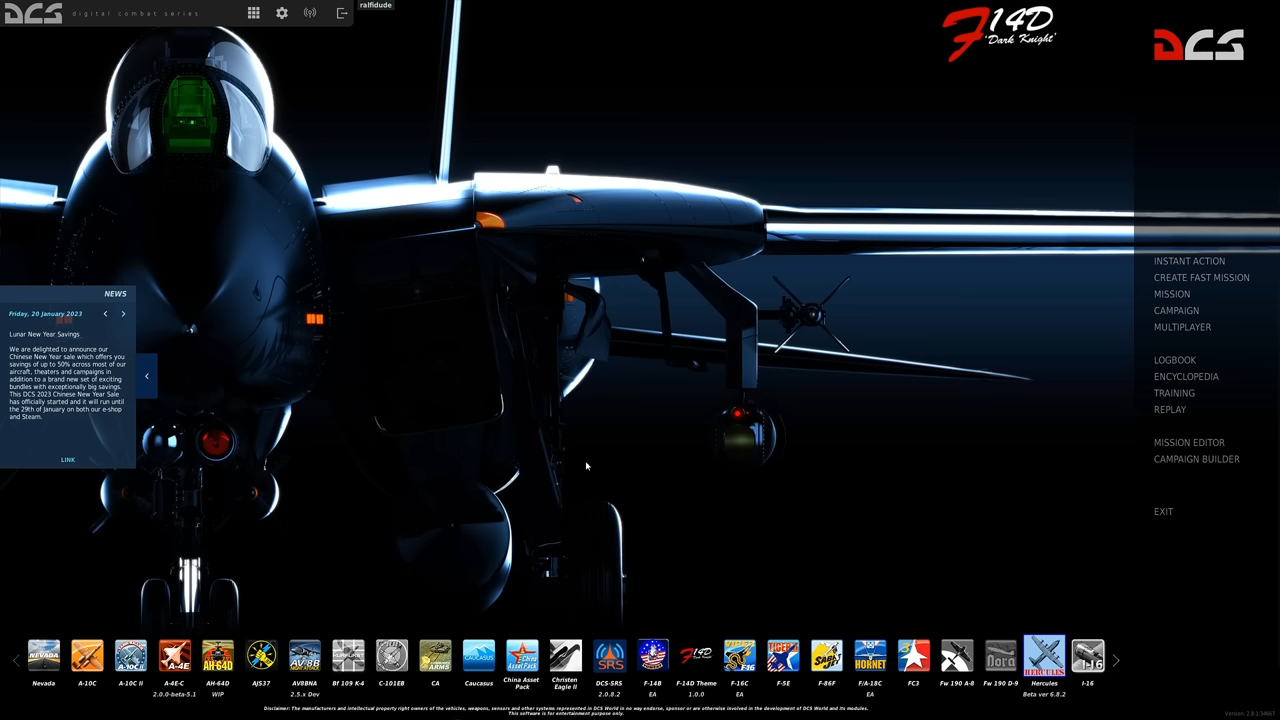 DCS digital combat series
ralfidude
F14D
'Dark Knight'
DCS
NEWS
Friday, 20 January 2023
Lunar New Year Savings
We are delighted to announce our
Chinese New Year sale which offers you
savings of up to 50% across most of our
aircraft, theaters and campaigns in
addition to a brand new set of exciting
bundles with exceptionally big savings.
This DCS 2023 Chinese New Year Sale
has officially started and it will run until
the 29th of January on both our e-shop
and Steam.
LINK
INSTANT ACTION
CREATE FAST MISSION
MISSION
CAMPAIGN
MULTIPLAYER
LOGBOOK
ENCYCLOPEDIA
TRAINING
REPLAY
MISSION EDITOR
CAMPAIGN BUILDER
EXIT
Nevada
A-10C
A-10C II
A-4E-C
2.0.0-beta-5.1
AH-64D
WIP
AJS37
AV8BNA
2.5.x Dev
Bf 109 K-4
C-101EB
CA
Caucasus
China Asset
Pack
Christen
Eagle II
DCS-SRS
2.0.8.2
F-14B
EA
F-14D Theme
1.0.0
F-16C
EA
F-5E
F-86F
F/A-18C
EA
FC3
Fw 190 A-8
Fw 190 D-9
Hercules
Beta ver 6.8.2
I-16
Disclaimer: The manufacturers and intellectual property right owners of the vehicles, weapons, sensors and other systems represented in DCS World in no way endorse, sponsor or are otherwise involved in the development of DCS World and its modules.
This software is for entertainment purpose only.